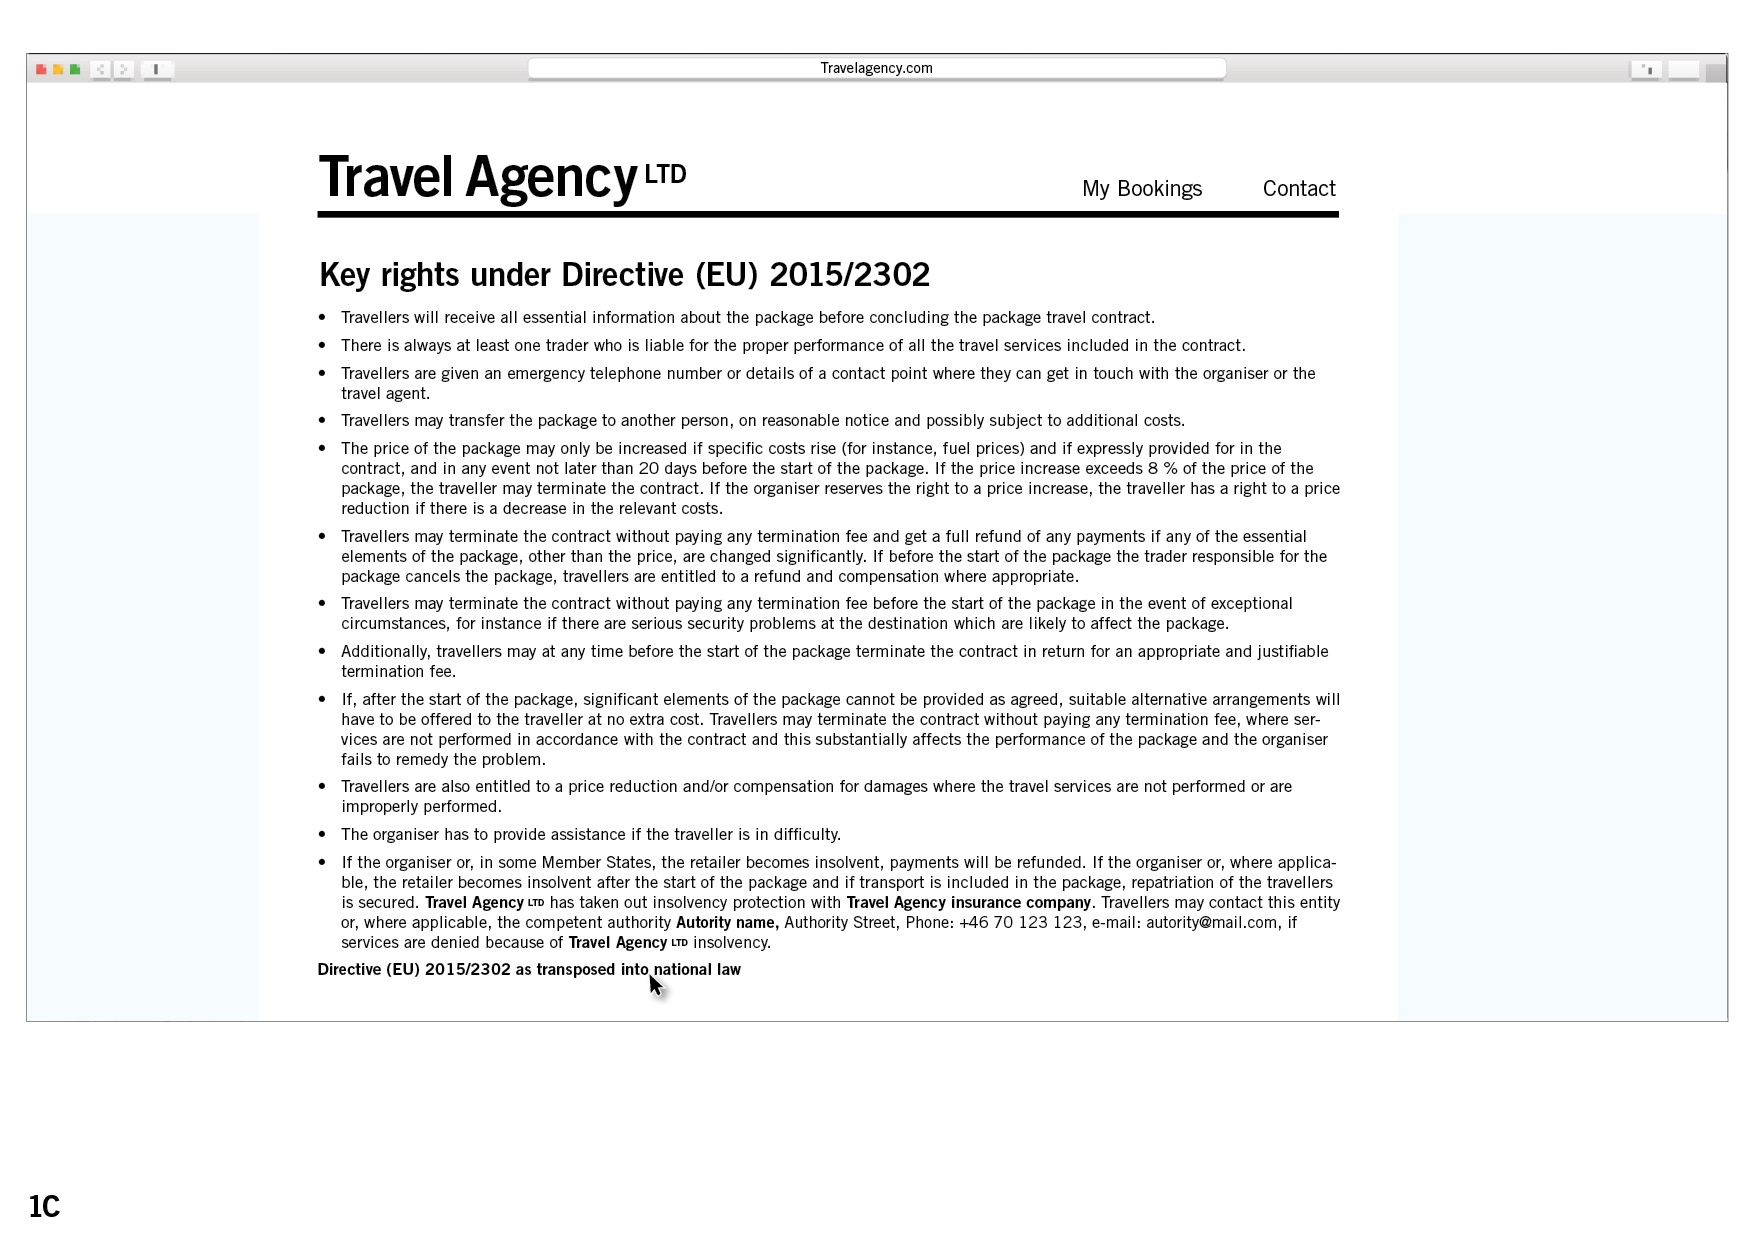 Travelagency.com
Travel Agency LTD
My Bookings Contact
Key rights under Directive (EU) 2015/2302
• Travellers will receive all essential information about the package before concluding the package travel contract.
• There is always at least one trader who is liable for the proper performance of all the travel services included in the contract.
• Travellers are given an emergency telephone number or details of a contact point where they can get in touch with the organiser or the
travel agent.
• Travellers may transfer the package to another person, on reasonable notice and possibly subject to additional costs.
• The price of the package may only be increased if specific costs rise (for instance, fuel prices) and if expressly provided for in the
contract, and in any event not later than 20 days before the start of the package. If the price increase exceeds 8 % of the price of the
package, the traveller may terminate the contract. If the organiser reserves the right to a price increase, the traveller has a right to a price
reduction if there is a decrease in the relevant costs.
• Travellers may terminate the contract without paying any termination fee and get a full refund of any payments if any of the essential
elements of the package, other than the price, are changed significantly. If before the start of the package the trader responsible for the
package cancels the package, travellers are entitled to a refund and compensation where appropriate.
• Travellers may terminate the contract without paying any termination fee before the start of the package in the event of exceptional
circumstances, for instance if there are serious security problems at the destination which are likely to affect the package.
• Additionally, travellers may at any time before the start of the package terminate the contract in return for an appropriate and justifiable
termination fee.
• If, after the start of the package, significant elements of the package cannot be provided as agreed, suitable alternative arrangements will
have to be offered to the traveller at no extra cost. Travellers may terminate the contract without paying any termination fee, where ser-
vices are not performed in accordance with the contract and this substantially affects the performance of the package and the organiser
fails to remedy the problem.
• Travellers are also entitled to a price reduction and/or compensation for damages where the travel services are not performed or are
improperly performed.
• The organiser has to provide assistance if the traveller is in difficulty.
• If the organiser or, in some Member States, the retailer becomes insolvent, payments will be refunded. If the organiser or, where applica-
ble, the retailer becomes insolvent after the start of the package and if transport is included in the package, repatriation of the travellers
is secured. Travel Agency LTD has taken out insolvency protection with Travel Agency insurance company. Travellers may contact this entity
or, where applicable, the competent authority Autority name, Authority Street, Phone: +46 70 123 123, e-mail: autority@mail.com, if
services are denied because of Travel Agency LTD insolvency.
Directive (EU) 2015/2302 as transposed into national law
1C